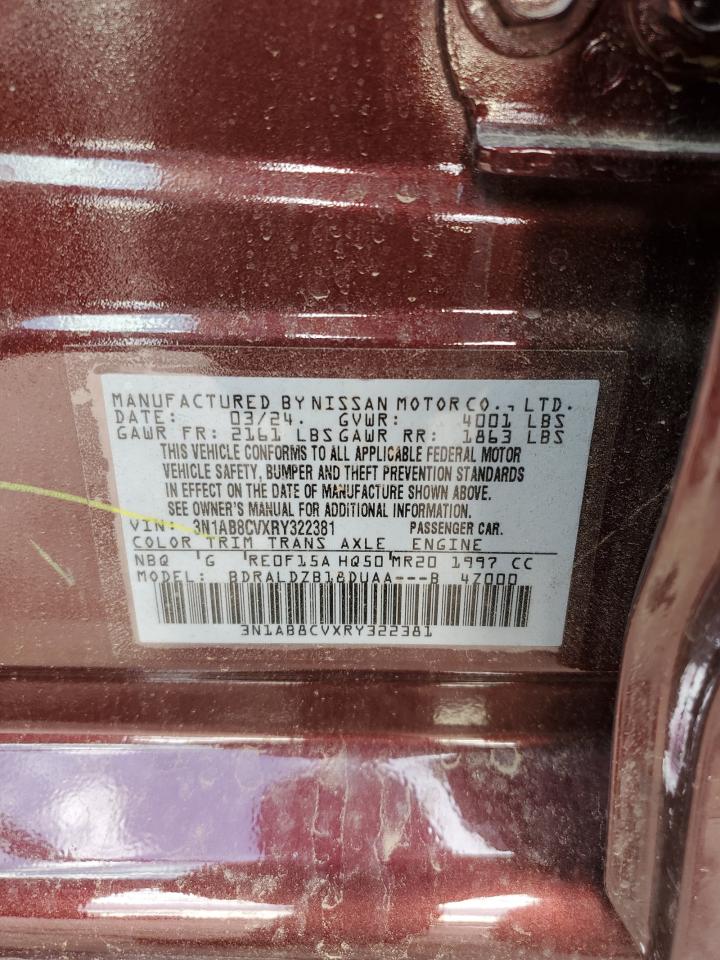 MANUFACTURED BY NISSAN MOTOR CO., LTD.
DATE: 03/24. GVWR: 4001 LBS
GAWR FR: 2161 LBS GAWR RR: 1863 LBS
THIS VEHICLE CONFORMS TO ALL APPLICABLE FEDERAL MOTOR
VEHICLE SAFETY, BUMPER AND THEFT PREVENTION STANDARDS
IN EFFECT ON THE DATE OF MANUFACTURE SHOWN ABOVE.
SEE OWNER'S MANUAL FOR ADDITIONAL INFORMATION.
VIN: 3N1AB8CVXRY322381 PASSENGER CAR.
COLOR TRIM TRANS AXLE ENGINE
NBQ G RE0F15A HQ50 MR20 1997 CC
MODEL: BDRALDZB18DUAA---B 47000
3N1AB8CVXRY322381